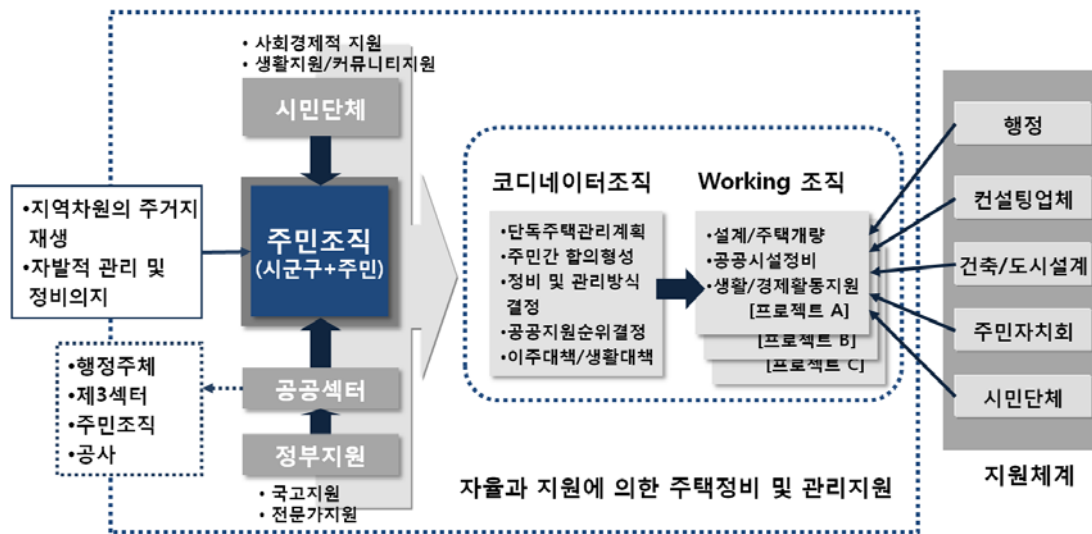 • 사회경제적 지원
• 생활지원/커뮤니티지원
시민단체
•지역차원의 주거지
재생
•자발적 관리 및
정비의지
주민조직
(시군구+주민)
•행정주체
•제3섹터
•주민조직
•공사
공공섹터
정부지원
• 국고지원
• 전문가지원
코디네이터조직
•단독주택관리계획
•주민간 합의형성
•정비 및 관리방식
결정
•공공지원순위결정
•이주대책/생활대책
Working 조직
•설계/주택개량
•공공시설정비
•생활/경제활동지원
[프로젝트 A]
[프로젝트 B]
[프로젝트 C]
자율과 지원에 의한 주택정비 및 관리지원
행정
컨설팅업체
건축/도시설계
주민자치회
시민단체
지원체계